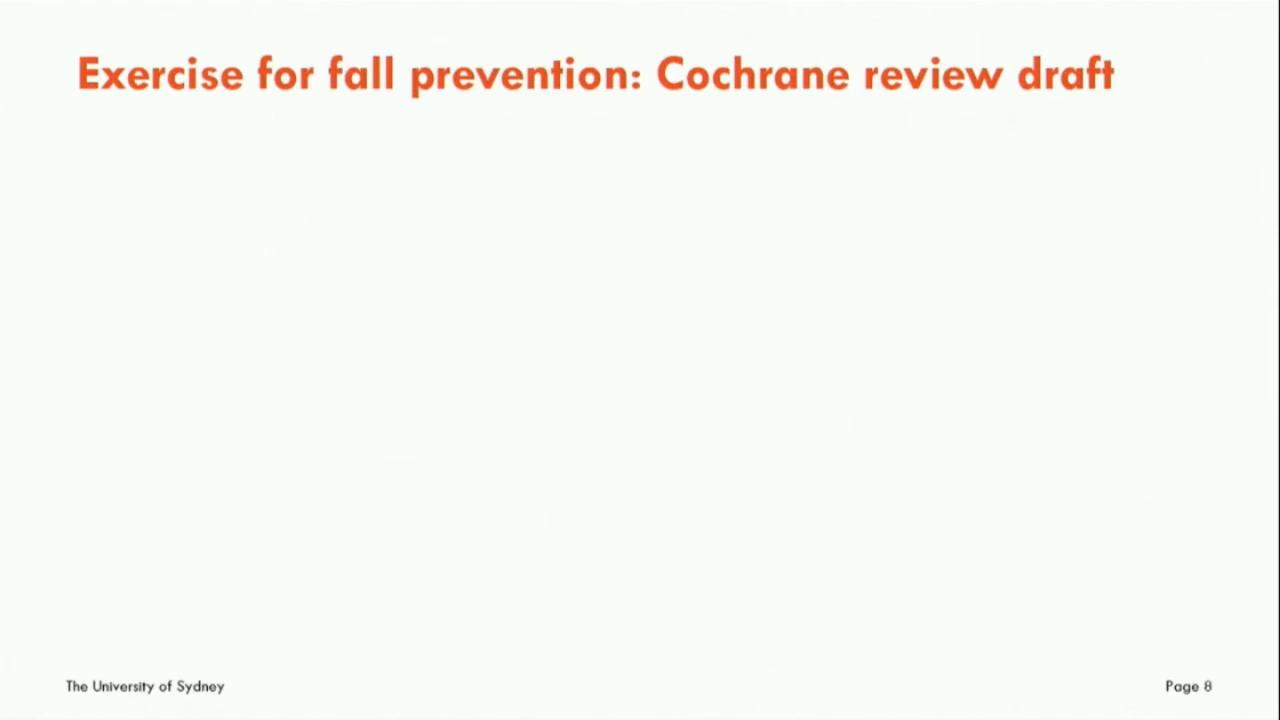 Exercise for fall prevention: Cochrane review draft
The University of Sydney
Page 8